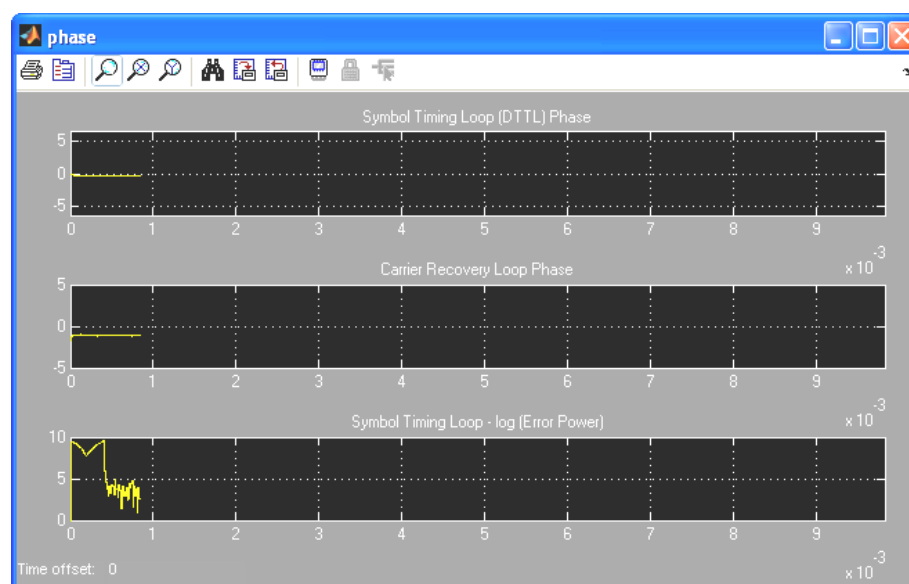 phase
Symbol Timing Loop (DTTL) Phase
5
0
-5
0 1 2 3 4 5 6 7 8 9
x 10^-3
Carrier Recovery Loop Phase
5
0
-5
0 1 2 3 4 5 6 7 8 9
x 10^-3
Symbol Timing Loop - log (Error Power)
10
5
0
0 1 2 3 4 5 6 7 8 9
x 10^-3
Time offset: 0